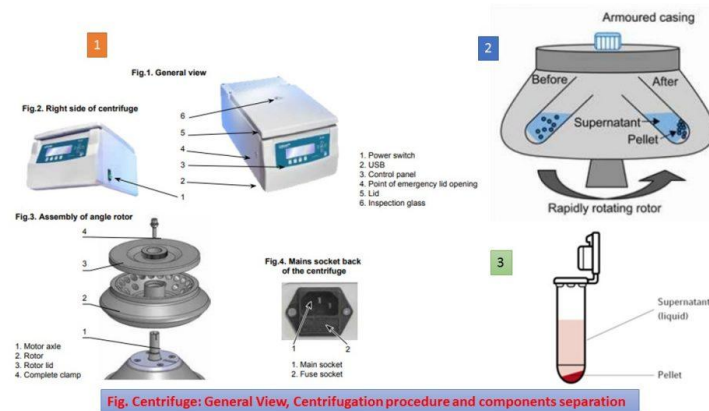 1
Fig.1. General view
Fig.2. Right side of centrifuge
6
5
4
3
2
1
1. Power switch
2. USB
3. Control panel
4. Point of emergency lid opening
5. Lid
6. Inspection glass
Fig.3. Assembly of angle rotor
4
3
2
1
1. Motor axle
2. Rotor
3. Rotor lid
4. Complete clamp
Fig.4. Mains socket back
of the centrifuge
1
2
1. Main socket
2. Fuse socket
2
Armoured casing
Before
After
Supernatant
Pellet
Rapidly rotating rotor
3
Supernatant
(liquid)
Pellet
Fig. Centrifuge: General View, Centrifugation procedure and components separation